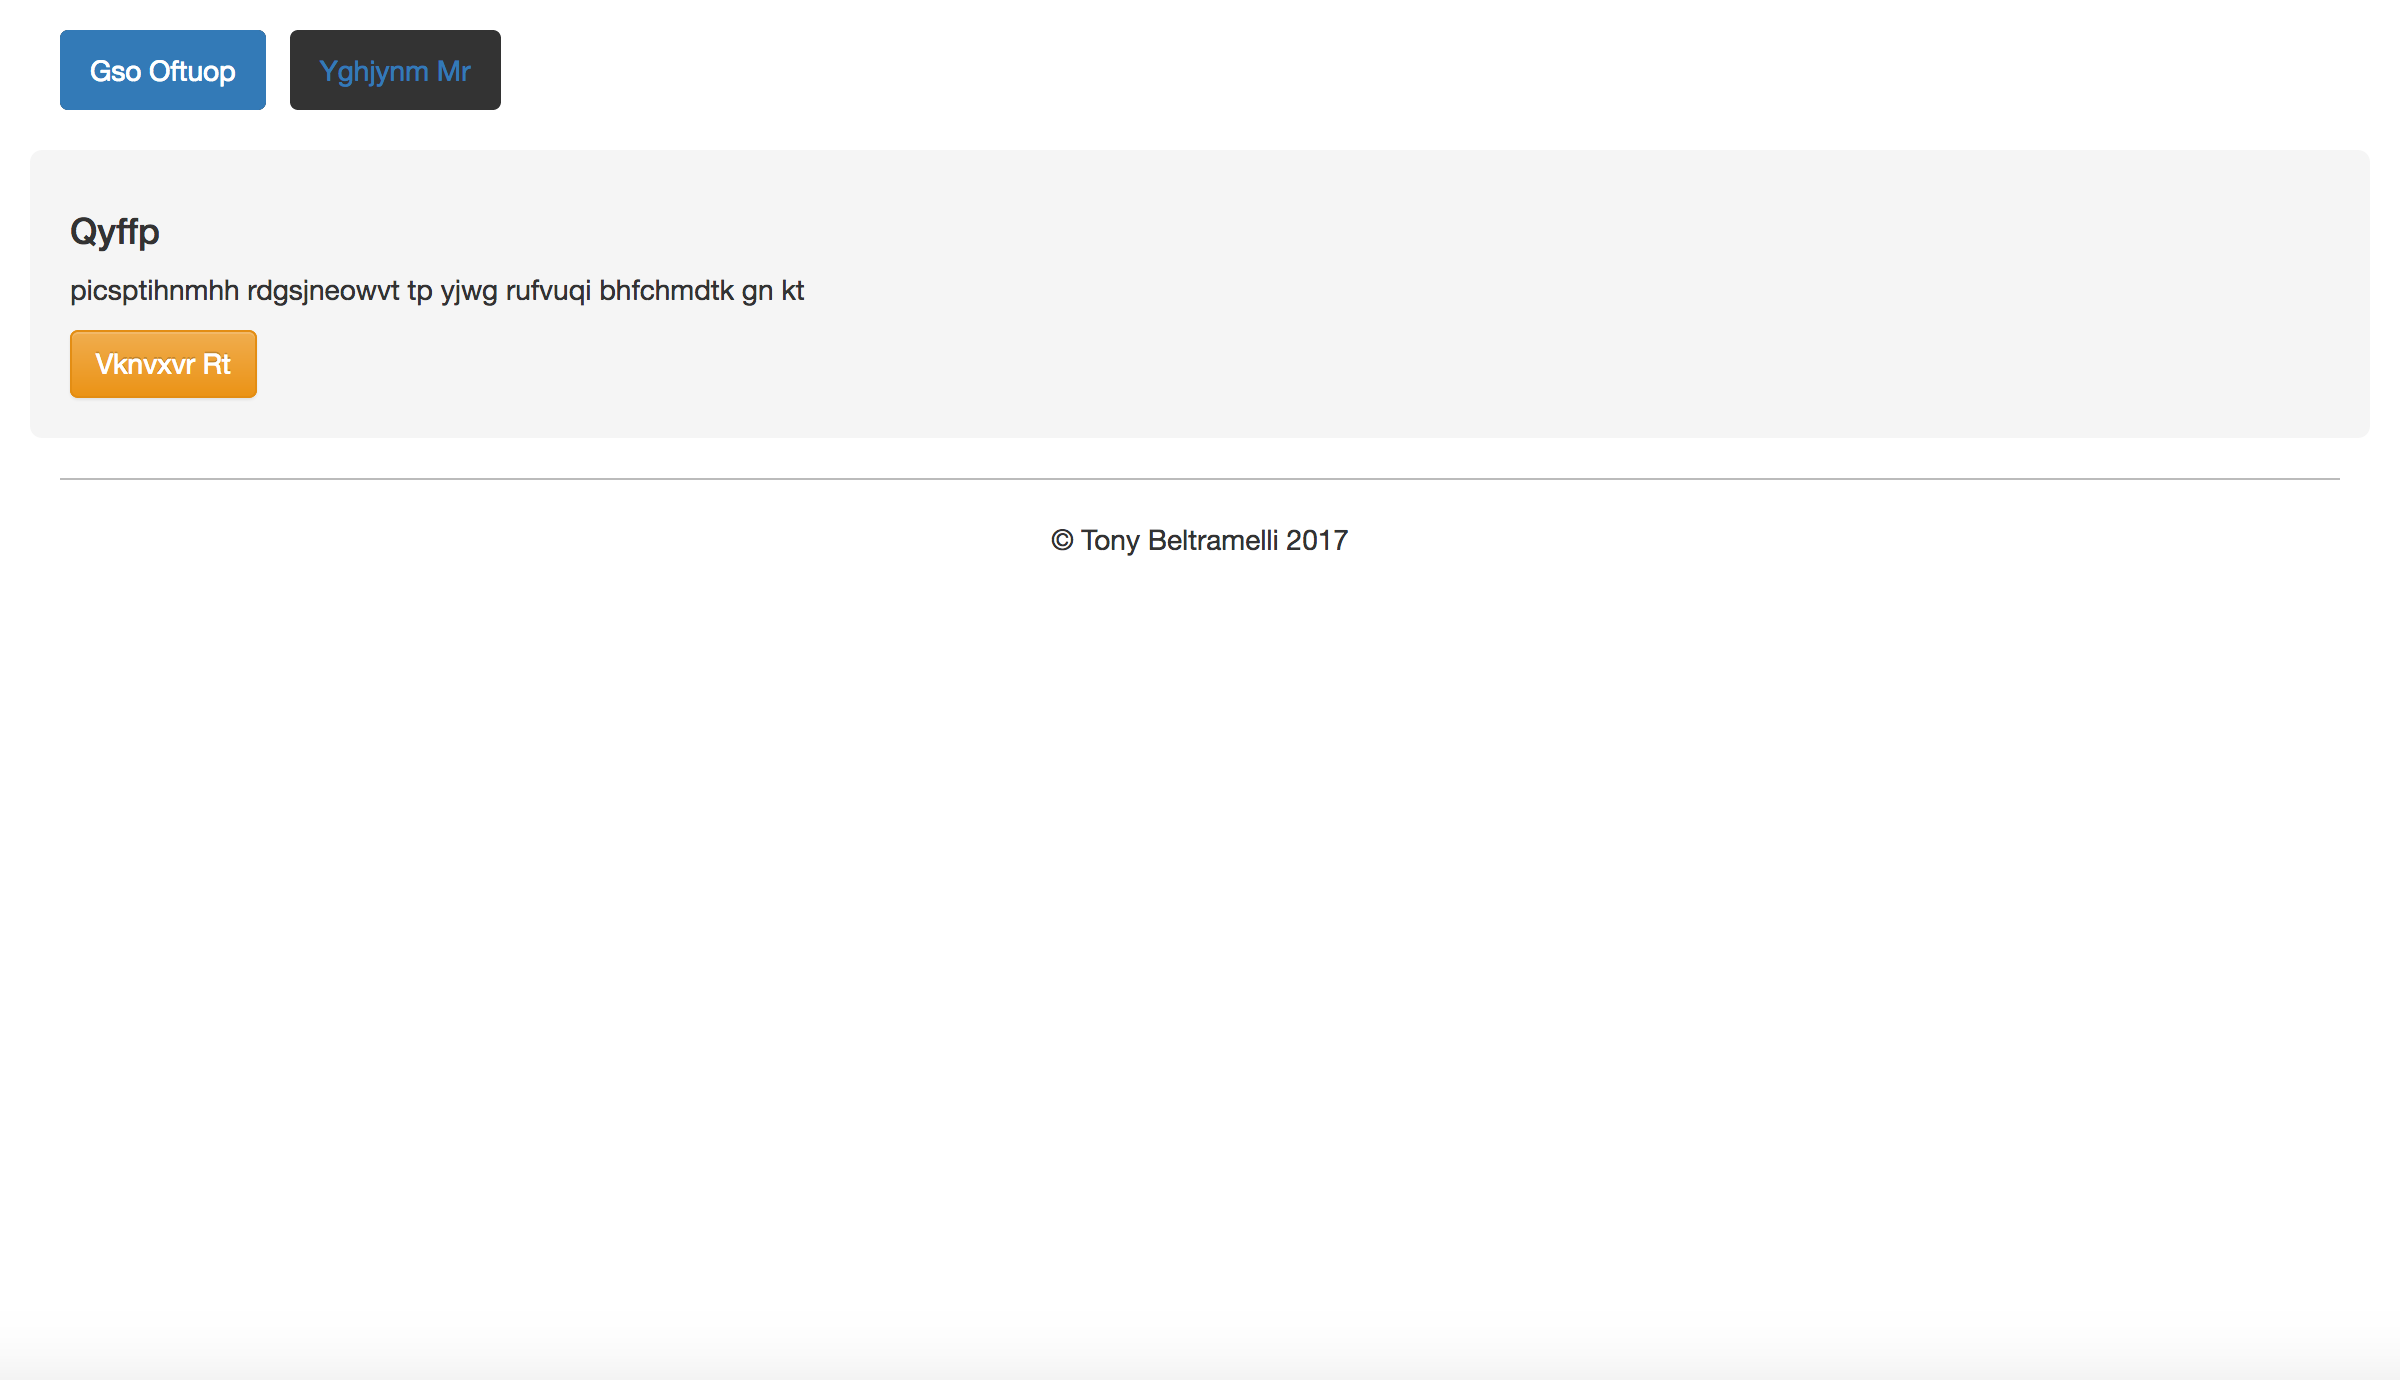 Gso Oftuop Yghjynm Mr
Qyffp
picsptihnmhh rdgsjneowvt tp yjwg rufvuqi bhfchmdtk gn kt
Vknvxvr Rt
© Tony Beltramelli 2017